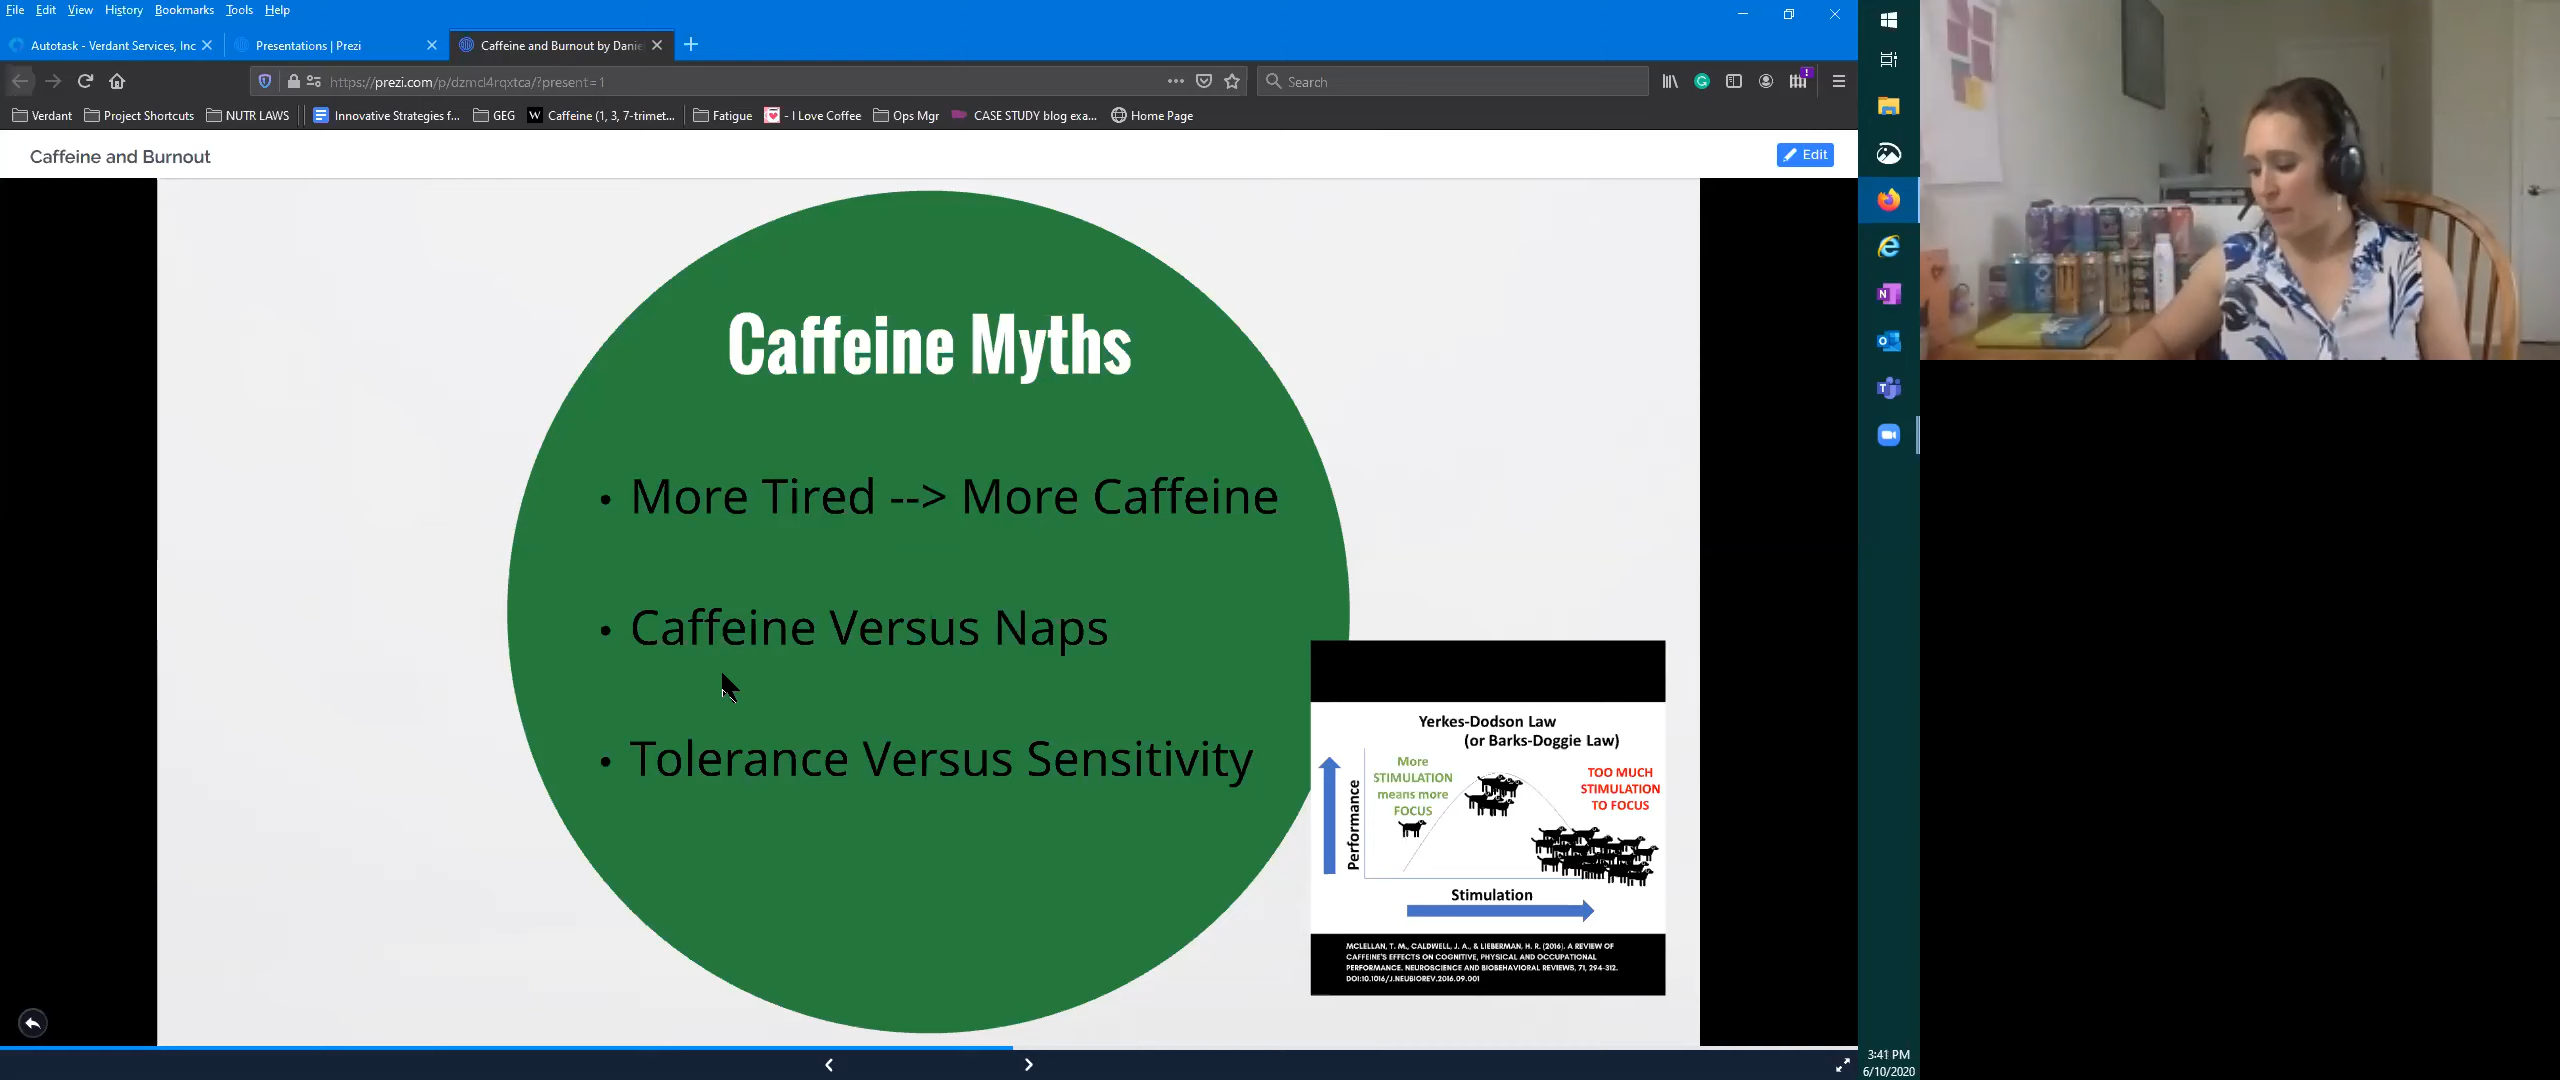 File Edit View History Bookmarks Tools Help
Autotask - Verdant Services, Inc
Presentations | Prezi
Caffeine and Burnout by Danie
https://prezi.com/p/dzmcl4rqxtca/?present=1
Search
Verdant
Project Shortcuts
NUTR LAWS
Innovative Strategies f...
GEG
W Caffeine (1, 3, 7-trimet...
Fatigue
- I Love Coffee
Ops Mgr
CASE STUDY blog exa...
Home Page
Caffeine and Burnout
Edit
Caffeine Myths
• More Tired --> More Caffeine
• Caffeine Versus Naps
• Tolerance Versus Sensitivity
Yerkes-Dodson Law
(or Barks-Doggie Law)
More
STIMULATION
means more
FOCUS
TOO MUCH
STIMULATION
TO FOCUS
Performance
Stimulation
MCLELLAN, T. M., CALDWELL, J. A., & LIEBERMAN, H. R. (2016). A REVIEW OF
CAFFEINE'S EFFECTS ON COGNITIVE, PHYSICAL AND OCCUPATIONAL
PERFORMANCE. NEUROSCIENCE AND BIOBEHAVIORAL REVIEWS, 71, 294-312.
DOI:10.1016/J.NEUBIOREV.2016.09.001
3:41 PM
6/10/2020